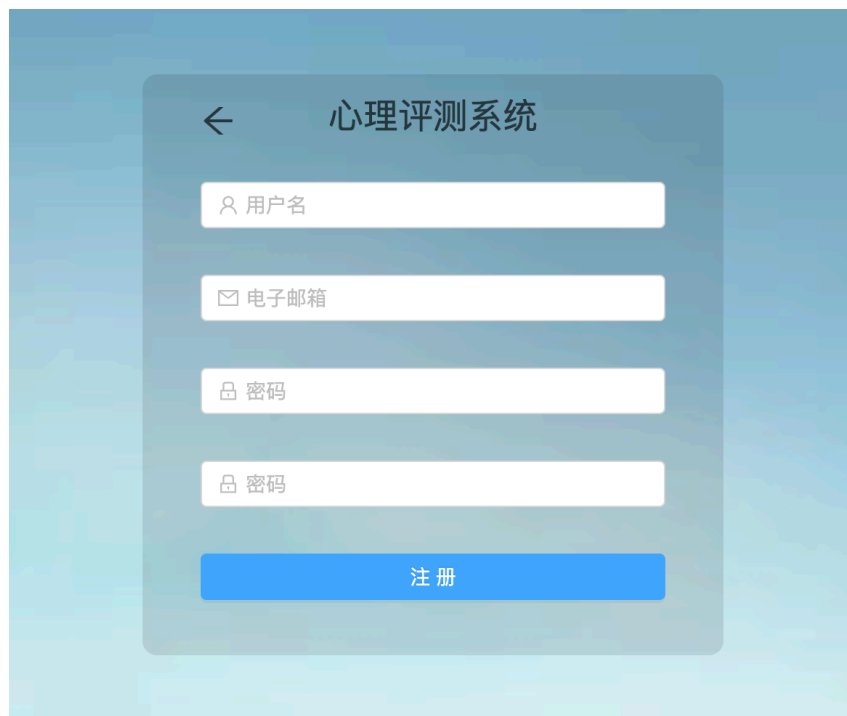 心理评测系统
用户名
电子邮箱
密码
密码
注 册